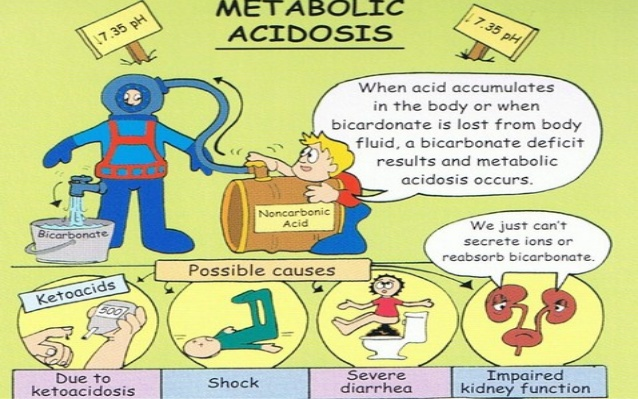 METABOLIC
ACIDOSIS
↓7.35 pH
↓7.35 pH
When acid accumulates
in the body or when
bicardonate is lost from body
fluid, a bicarbonate deficit
results and metabolic
acidosis occurs.
Noncarbonic
Acid
Bicarbonate
We just can't
secrete ions or
reabsorb bicarbonate.
Possible causes
Ketoacids
500!
Due to
ketoacidosis
Shock
Severe
diarrhea
Impaired
kidney function